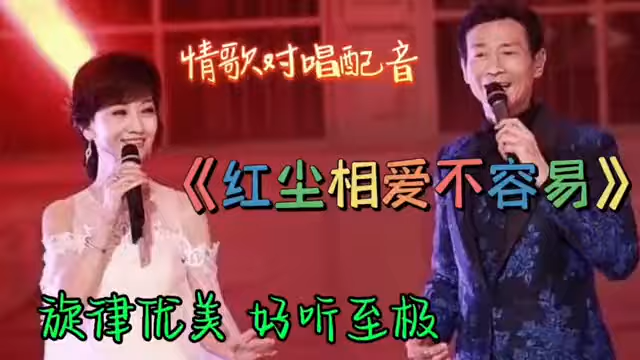 情歌对唱配音
《红尘相爱不容易》
旋律优美 好听至极